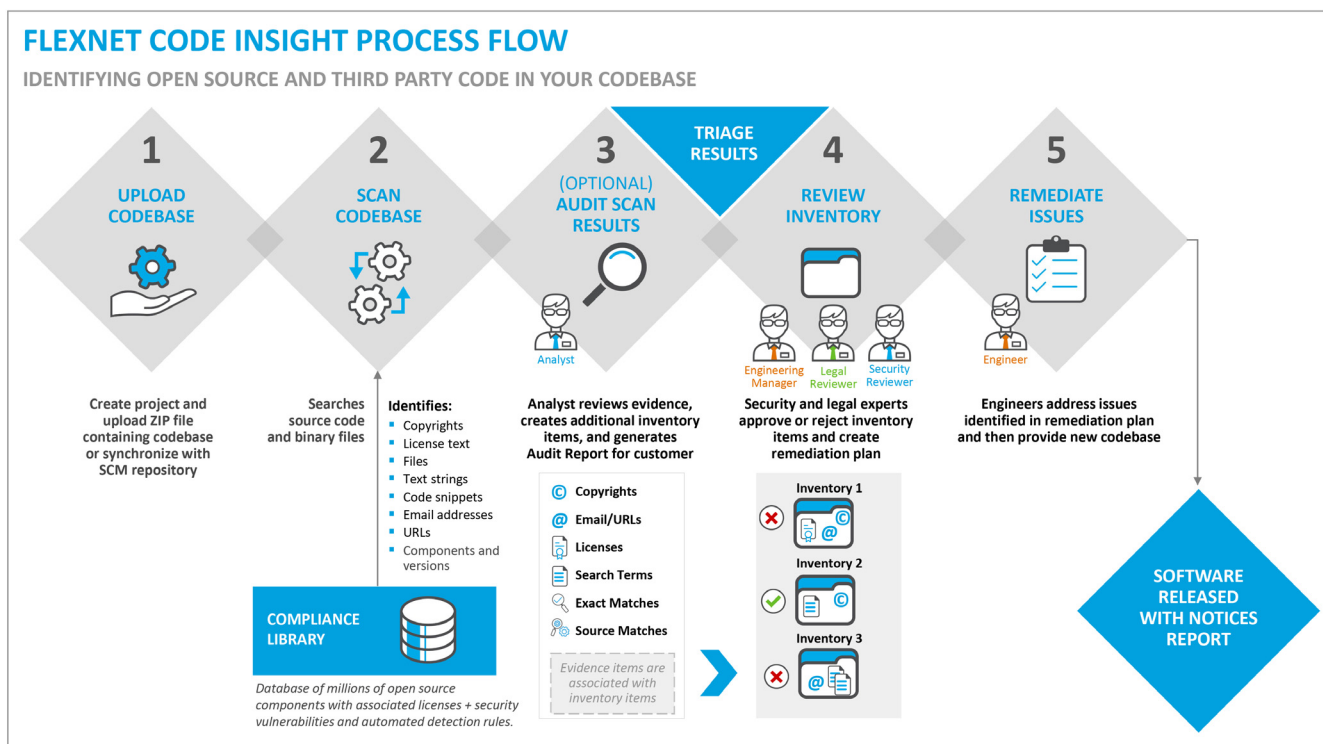 FLEXNET CODE INSIGHT PROCESS FLOW
IDENTIFYING OPEN SOURCE AND THIRD PARTY CODE IN YOUR CODEBASE
1
UPLOAD
CODEBASE
2
SCAN
CODEBASE
3
(OPTIONAL)
AUDIT SCAN
RESULTS
Analyst
TRIAGE
RESULTS
4
REVIEW
INVENTORY
Engineering
Manager
Legal
Reviewer
Security
Reviewer
5
REMEDIATE
ISSUES
Engineer
Create project and
upload ZIP file
containing codebase
or synchronize with
SCM repository
Searches
source code
and binary files
Identifies:
Copyrights
License text
Files
Text strings
Code snippets
Email addresses
URLs
Components and
versions
COMPLIANCE
LIBRARY
Database of millions of open source
components with associated licenses + security
vulnerabilities and automated detection rules.
Analyst reviews evidence,
creates additional inventory
items, and generates
Audit Report for customer
© Copyrights
@ Email/URLs
Licenses
Search Terms
Exact Matches
Source Matches
Evidence items are
associated with
inventory items
Security and legal experts
approve or reject inventory
items and create
remediation plan
Inventory 1
©
@
Inventory 2
©
Inventory 3
@
Engineers address issues
identified in remediation plan
and then provide new codebase
SOFTWARE
RELEASED
WITH NOTICES
REPORT